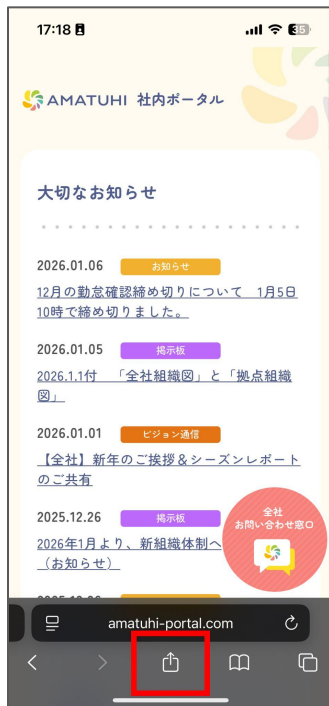 17:18
35
AMATUHI 社内ポータル
大切なお知らせ
2026.01.06 お知らせ
12月の勤怠確認締め切りについて 1月5日
10時で締め切りました。
2026.01.05 掲示板
2026.1.1付 「全社組織図」と「拠点組織
図」
2026.01.01 ビジョン通信
【全社】新年のご挨拶＆シーズンレポート
のご共有
2025.12.26 掲示板
2026年1月より、新組織体制へ
（お知らせ）
全社
お問い合わせ窓口
amatuhi-portal.com